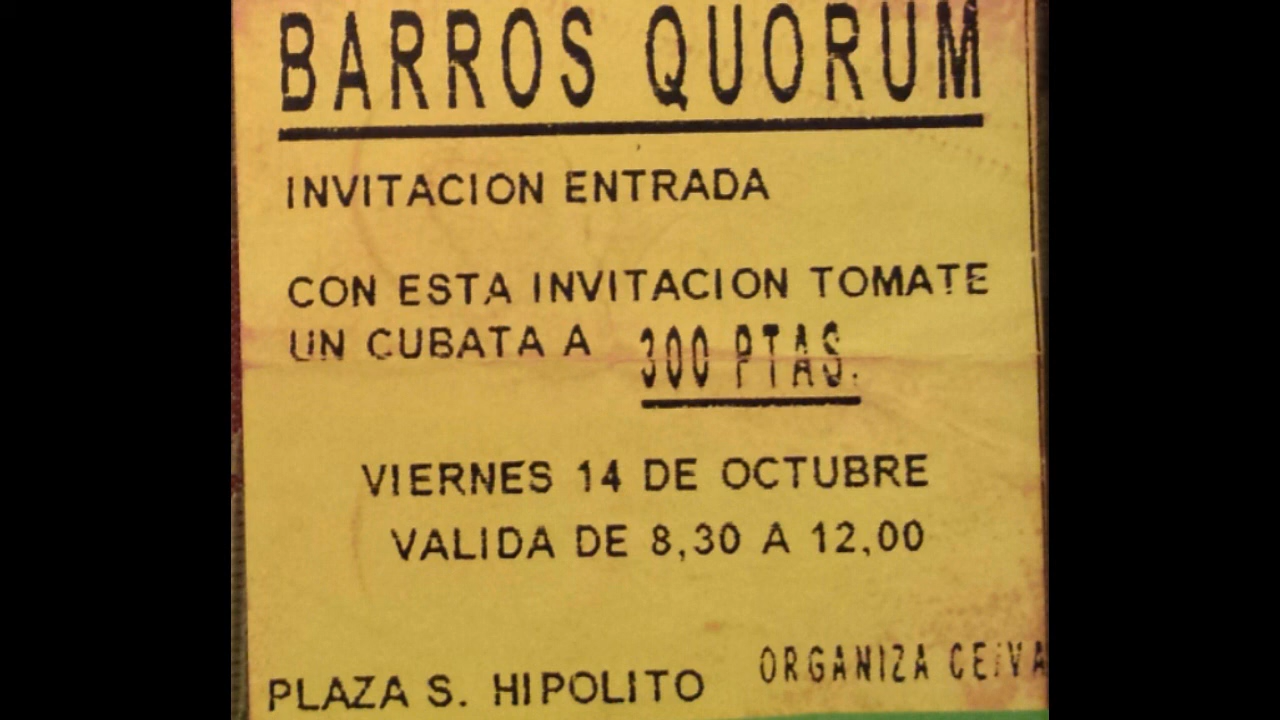 BARROS QUORUM
INVITACION ENTRADA
CON ESTA INVITACION TOMATE
UN CUBATA A 300 PTAS.
VIERNES 14 DE OCTUBRE
VALIDA DE 8,30 A 12,00
ORGANIZA CEIVA
PLAZA S. HIPOLITO